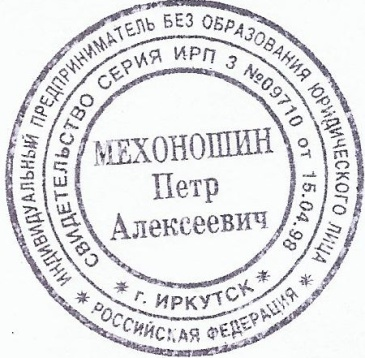 ИНДИВИДУАЛЬНЫЙ ПРЕДПРИНИМАТЕЛЬ БЕЗ ОБРАЗОВАНИЯ ЮРИДИЧЕСКОГО ЛИЦА
* РОССИЙСКАЯ ФЕДЕРАЦИЯ *
СВИДЕТЕЛЬСТВО СЕРИЯ ИРП 3 №09710 от 15.04.98
* г. ИРКУТСК *
МЕХОНОШИН
Петр
Алексеевич